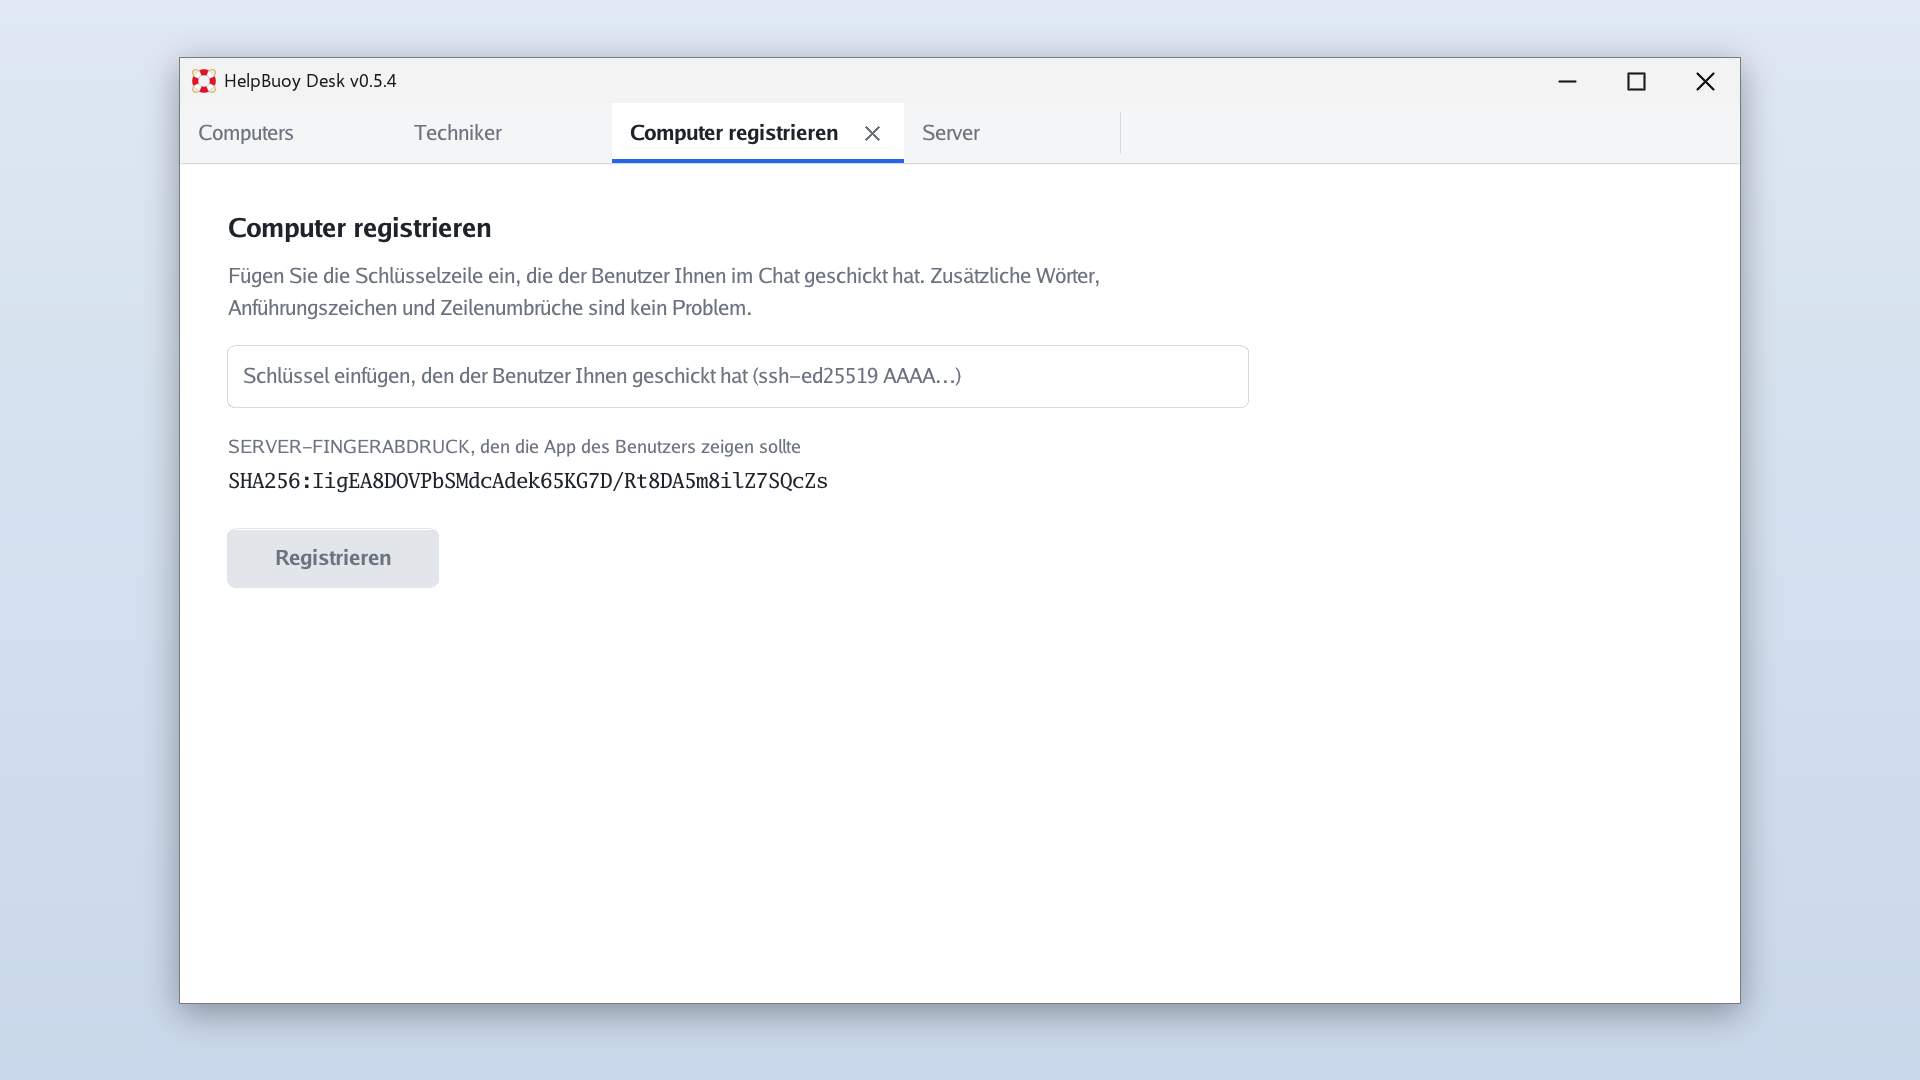 HelpBuoy Desk v0.5.4
Computers
Techniker
Computer registrieren
Server
Computer registrieren
Fügen Sie die Schlüsselzeile ein, die der Benutzer Ihnen im Chat geschickt hat. Zusätzliche Wörter,
Anführungszeichen und Zeilenumbrüche sind kein Problem.
Schlüssel einfügen, den der Benutzer Ihnen geschickt hat (ssh-ed25519 AAAA…)
SERVER-FINGERABDRUCK, den die App des Benutzers zeigen sollte
SHA256:IigEA8DOVPbSMdcAdek65KG7D/Rt8DA5m8ilZ7SQcZs
Registrieren